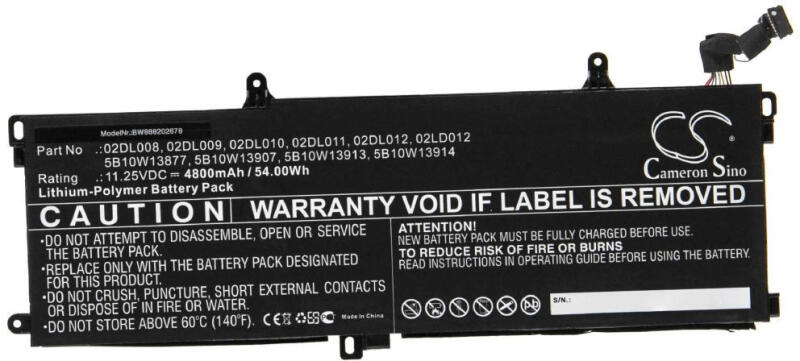 ModelNr.:BW888202678
Part No :02DL008, 02DL009, 02DL010, 02DL011, 02DL012, 02LD012
5B10W13877, 5B10W13907, 5B10W13913, 5B10W13914
Rating :11.25VDC ⎓ 4800mAh / 54.00Wh
Lithium-Polymer Battery Pack
CS
Cameron Sino
CAUTION
WARRANTY VOID IF LABEL IS REMOVED
•DO NOT ATTEMPT TO DISASSEMBLE, OPEN OR SERVICE
THE BATTERY PACK.
•REPLACE ONLY WITH THE BATTERY PACK DESIGNATED
FOR THIS PRODUCT.
•DO NOT CRUSH, PUNCTURE, SHORT EXTERNAL CONTACTS
OR DISPOSE OF IN FIRE OR WATER.
•DO NOT STORE ABOVE 60°C (140°F).
CE
Made in China
ATTENTION!
NEW BATTERY PACK MUST BE FULLY CHARGED BEFORE USE.
TO REDUCE RISK OF FIRE OR BURNS
READ INSTRUCTIONS IN OPERATING GUIDE BEFORE USING BATTERY.
S/N.: